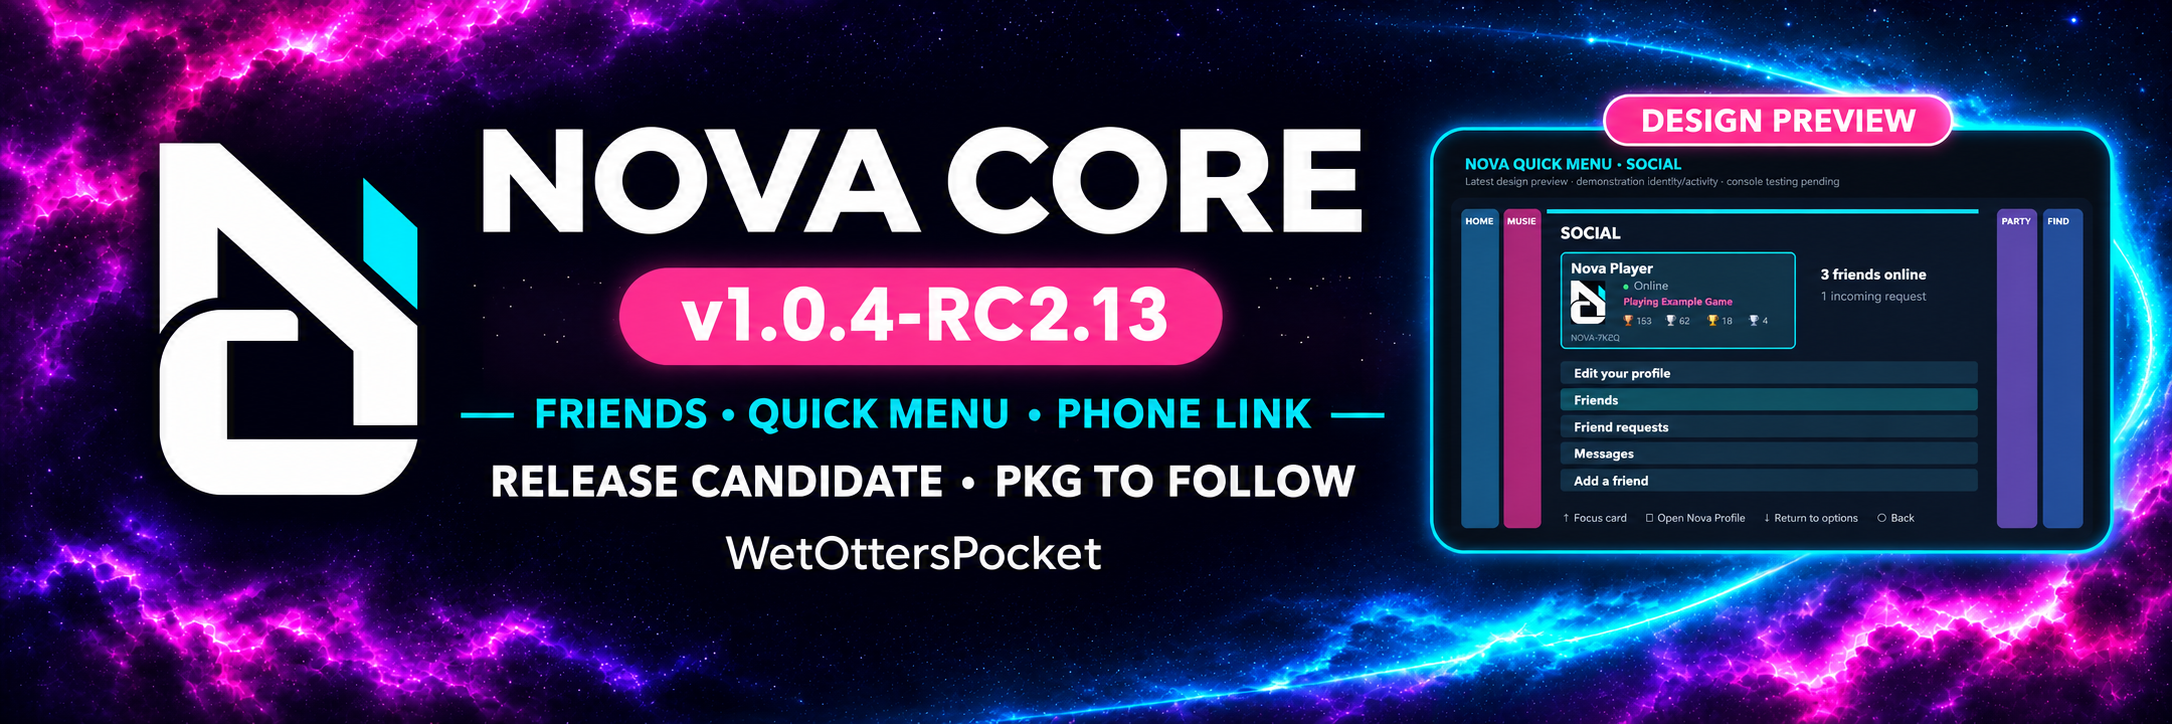 NOVA CORE
v1.0.4-RC2.13
FRIENDS • QUICK MENU • PHONE LINK
RELEASE CANDIDATE • PKG TO FOLLOW
WetOttersPocket
DESIGN PREVIEW
NOVA QUICK MENU · SOCIAL
Latest design preview · demonstration identity/activity · console testing pending
HOME
MUSIE
SOCIAL
Nova Player
Online
Playing Example Game
153 62 18 4
NOVA-7K2Q
3 friends online
1 incoming request
Edit your profile
Friends
Friend requests
Messages
Add a friend
↑ Focus card □ Open Nova Profile ↓ Return to options ○ Back
PARTY
FIND